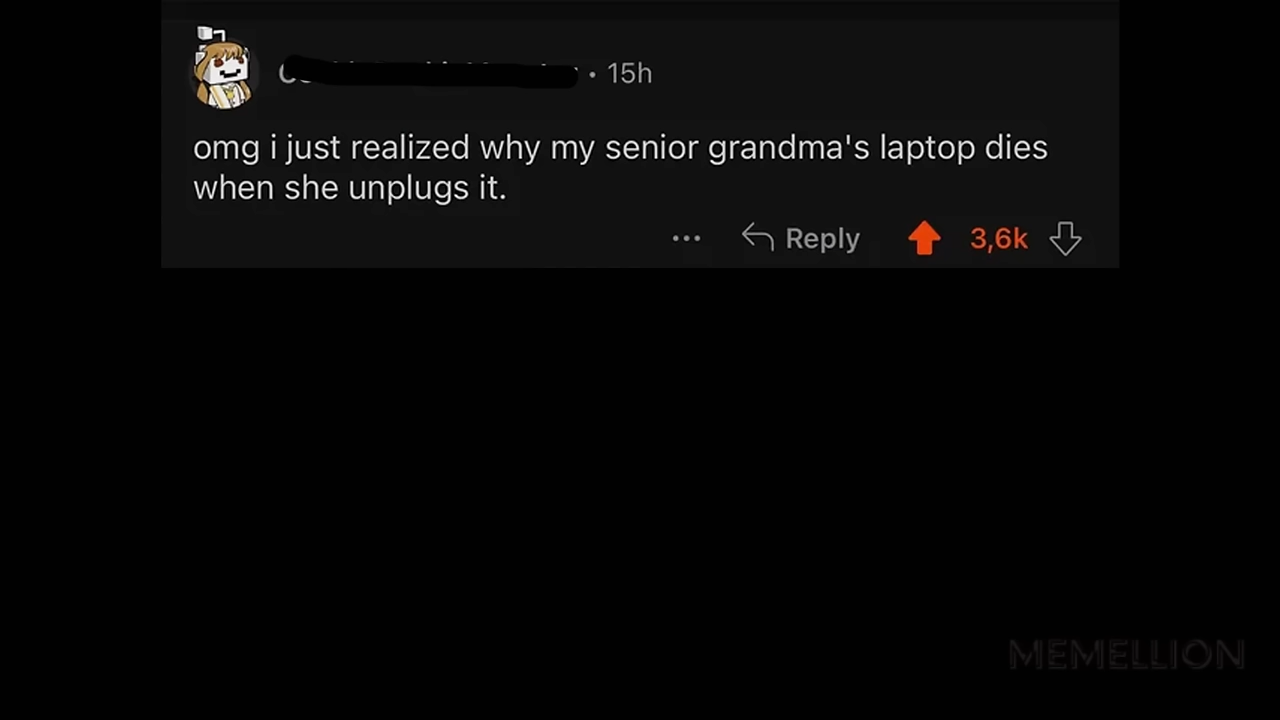 • 15h
omg i just realized why my senior grandma's laptop dies
when she unplugs it.
... Reply 3,6k
MEMELLION